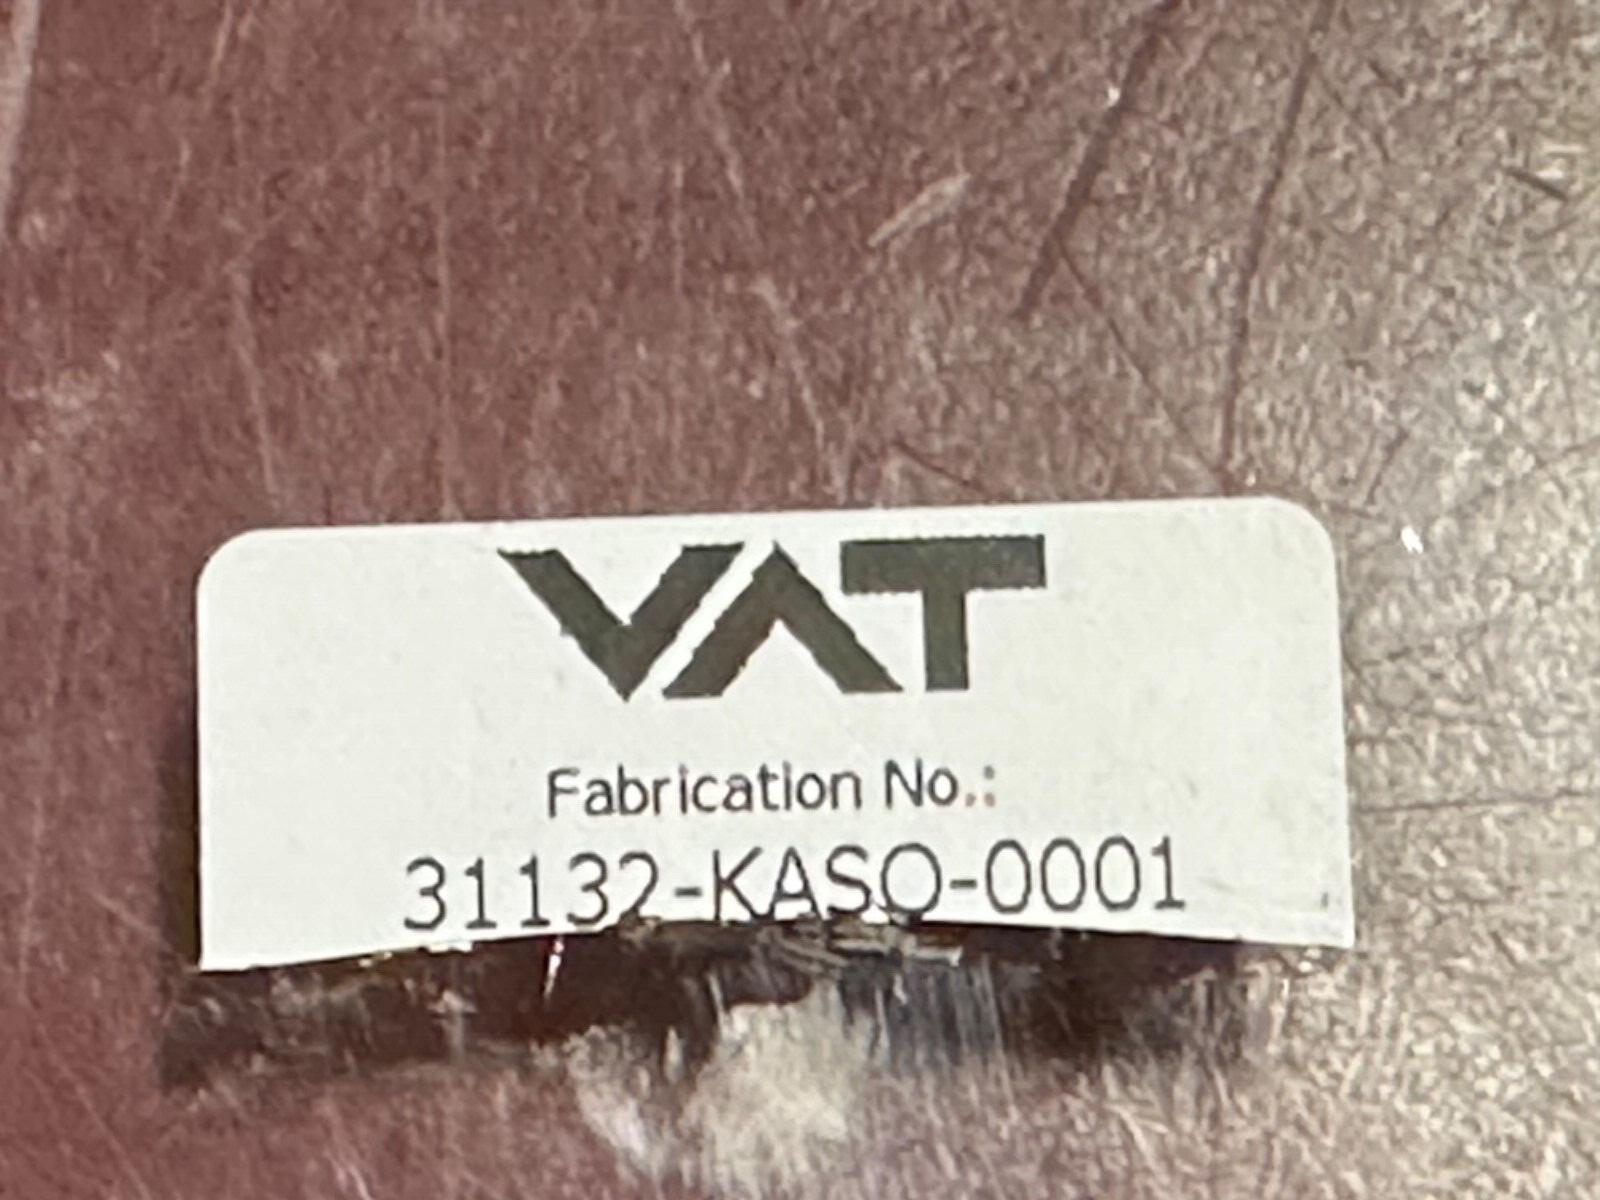 VAT
Fabrication No.:
31132-KASO-0001